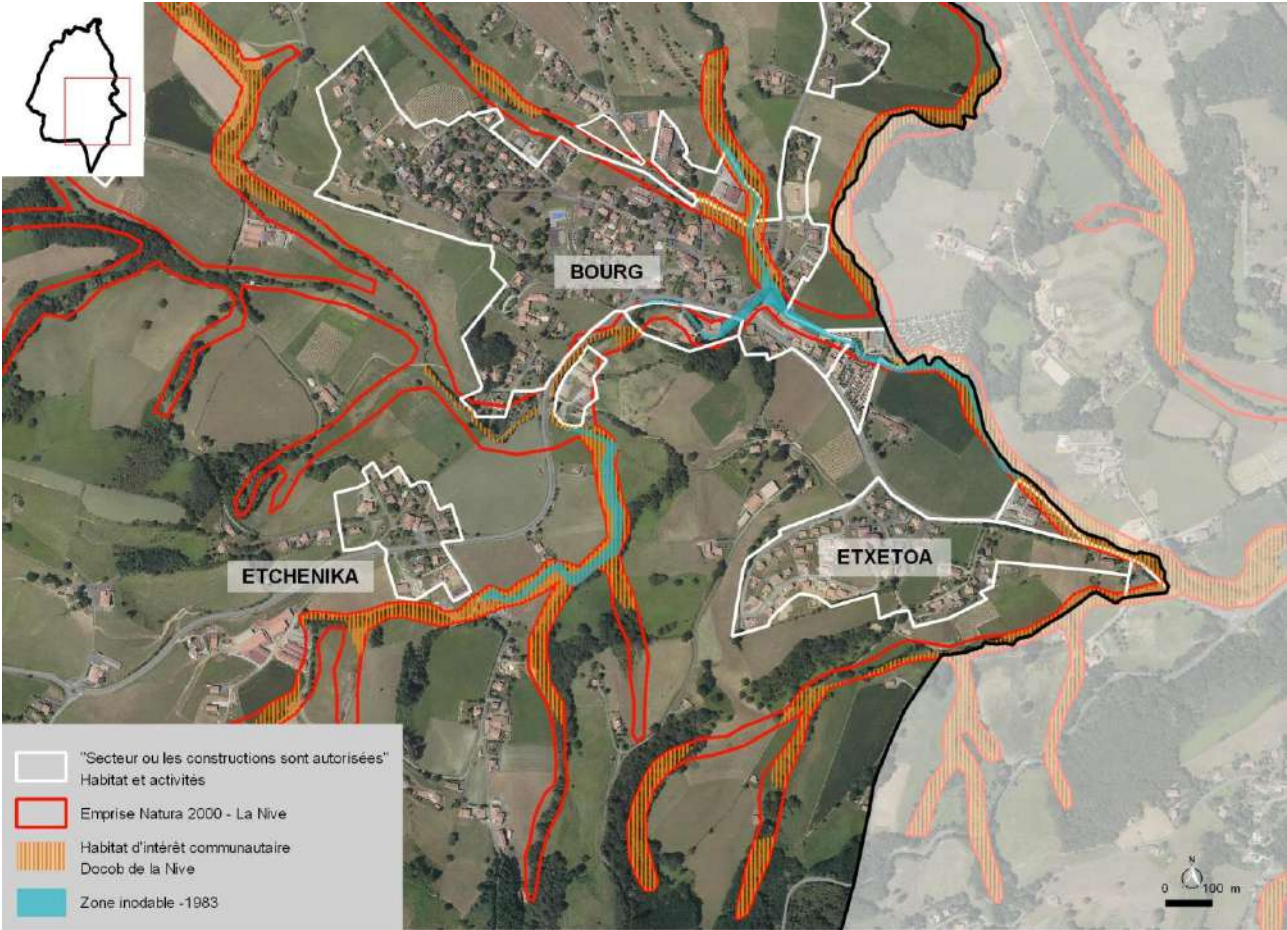 BOURG
ETCHENIKA
ETXETOA
"Secteur ou les constructions sont autorisées"
Habitat et activités
Emprise Natura 2000 - La Nive
Habitat d'intérêt communautaire
Docob de la Nive
Zone inodable -1983
N
0 100 m